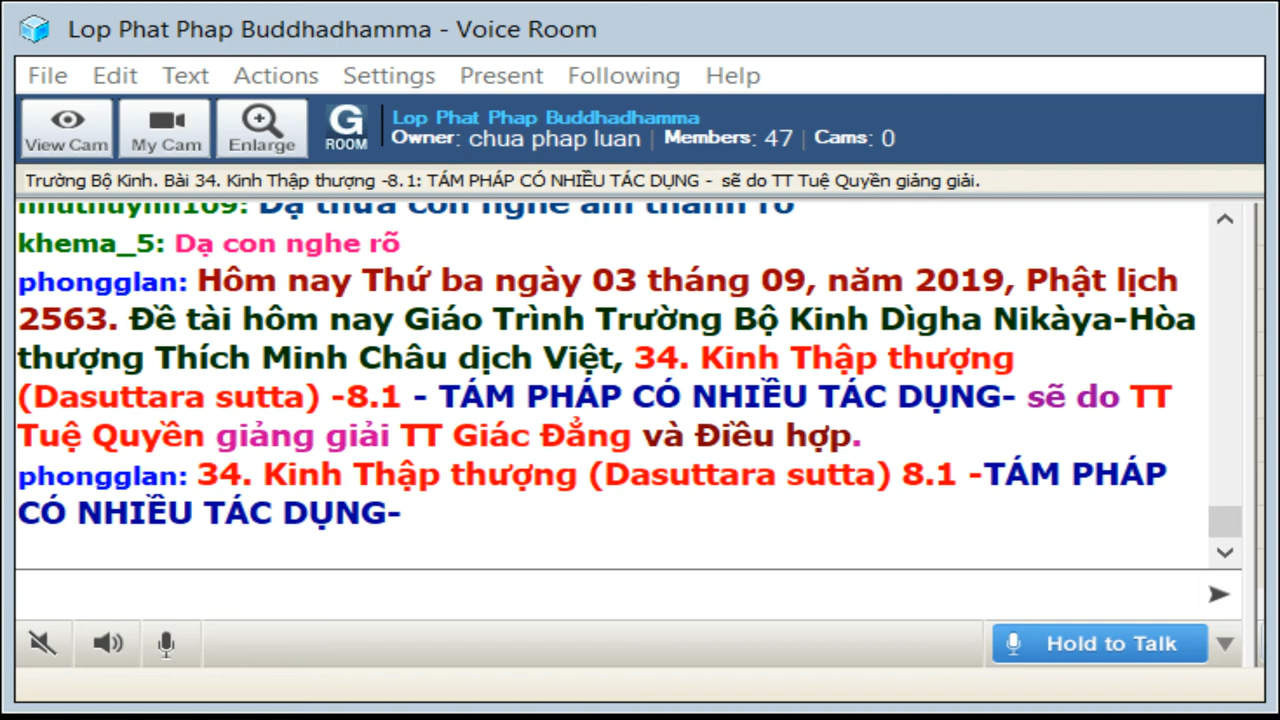 Lop Phat Phap Buddhadhamma - Voice Room
File Edit Text Actions Settings Present Following Help
View Cam My Cam Enlarge G ROOM
Lop Phat Phap Buddhadhamma
Owner: chua phap luan | Members: 47 | Cams: 0
Trường Bộ Kinh. Bài 34. Kinh Thập thượng -8.1: TÁM PHÁP CÓ NHIỀU TÁC DỤNG - sẽ do TT Tuệ Quyền giảng giải.
Dạ thưa con nghe âm thanh rõ
khema_5: Dạ con nghe rõ
phongglan: Hôm nay Thứ ba ngày 03 tháng 09, năm 2019, Phật lịch
2563. Đề tài hôm nay Giáo Trình Trường Bộ Kinh Dìgha Nikàya-Hòa
thượng Thích Minh Châu dịch Việt, 34. Kinh Thập thượng
(Dasuttara sutta) -8.1 - TÁM PHÁP CÓ NHIỀU TÁC DỤNG- sẽ do TT
Tuệ Quyền giảng giải TT Giác Đẳng và Điều hợp.
phongglan: 34. Kinh Thập thượng (Dasuttara sutta) 8.1 -TÁM PHÁP
CÓ NHIỀU TÁC DỤNG-
Hold to Talk